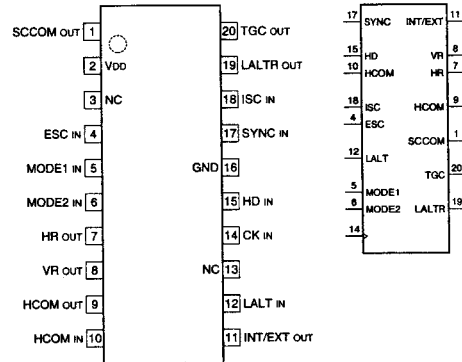 SCCOM OUT 1
2 VDD
3 NC
ESC IN 4
MODE1 IN 5
MODE2 IN 6
HR OUT 7
VR OUT 8
HCOM OUT 9
HCOM IN 10
20 TGC OUT
19 LALTR OUT
18 ISC IN
17 SYNC IN
GND 16
15 HD IN
14 CK IN
NC 13
12 LALT IN
11 INT/EXT OUT
17 SYNC INT/EXT 11
15 HD VR 8
10 HCOM HR 7
18 ISC HCOM 9
4 ESC
SCCOM 1
12 LALT
TGC 20
5 MODE1
6 MODE2 LALTR 19
14